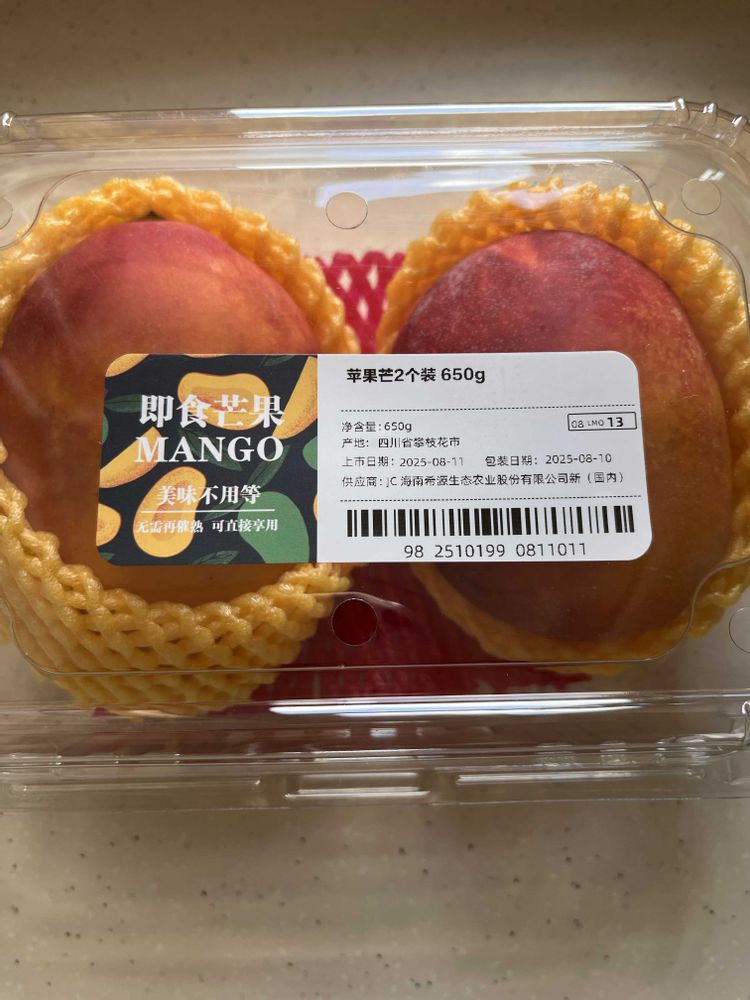 即食芒果
MANGO
美味不用等
无需再催熟 可直接享用
苹果芒2个装 650g
净含量:650g
08 LMO 13
产地: 四川省攀枝花市
上市日期: 2025-08-11 包装日期: 2025-08-10
供应商: JC 海南希源生态农业股份有限公司新（国内）
98 2510199 0811011